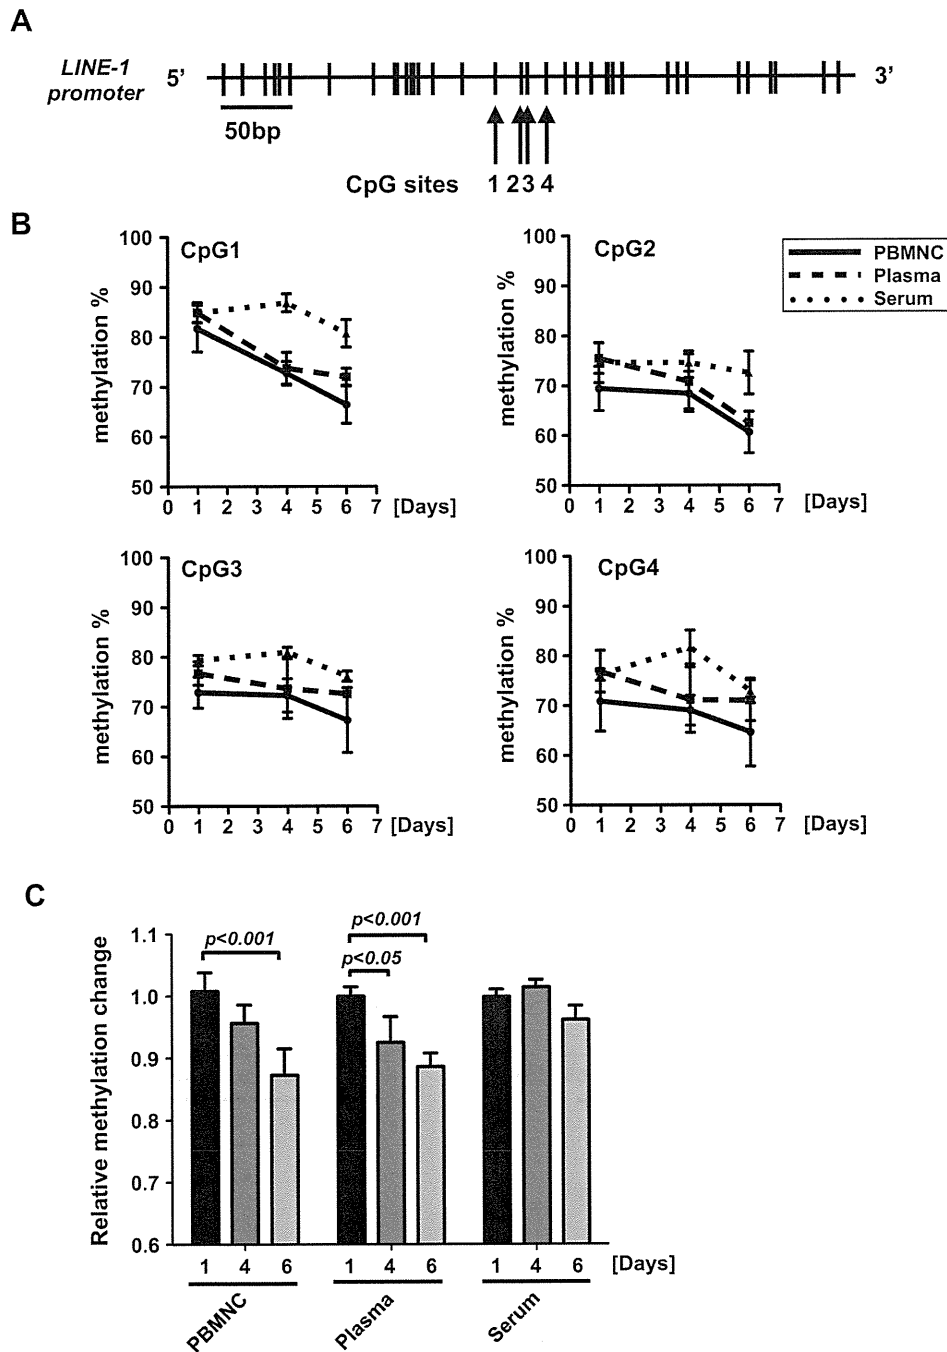 A
LINE-1
promoter
5’
3’
50bp
CpG sites 1 2 3 4
B
CpG1
methylation %
100
90
80
70
60
50
0 1 2 3 4 5 6 7 [Days]
CpG2
methylation %
100
90
80
70
60
50
0 1 2 3 4 5 6 7 [Days]
PBMNC
Plasma
Serum
CpG3
methylation %
100
90
80
70
60
50
0 1 2 3 4 5 6 7 [Days]
CpG4
methylation %
100
90
80
70
60
50
0 1 2 3 4 5 6 7 [Days]
C
Relative methylation change
1.1
1.0
0.9
0.8
0.7
0.6
p<0.001
p<0.001
p<0.05
1 4 6 1 4 6 1 4 6 [Days]
PBMNC
Plasma
Serum